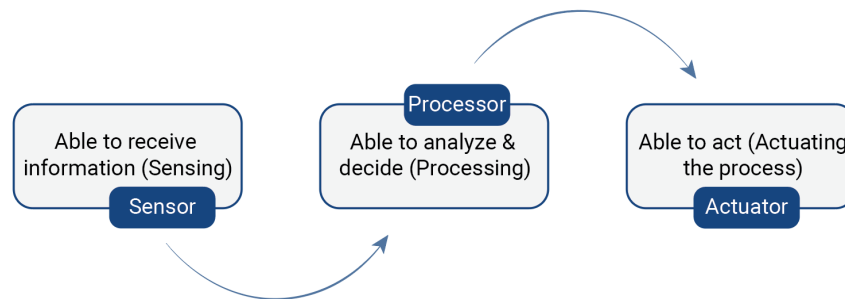 Able to receive
information (Sensing)
Sensor
Processor
Able to analyze &
decide (Processing)
Able to act (Actuating
the process)
Actuator